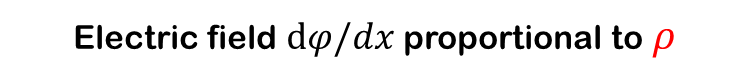 Electric field d𝜑/𝑑𝑥 proportional to 𝜌